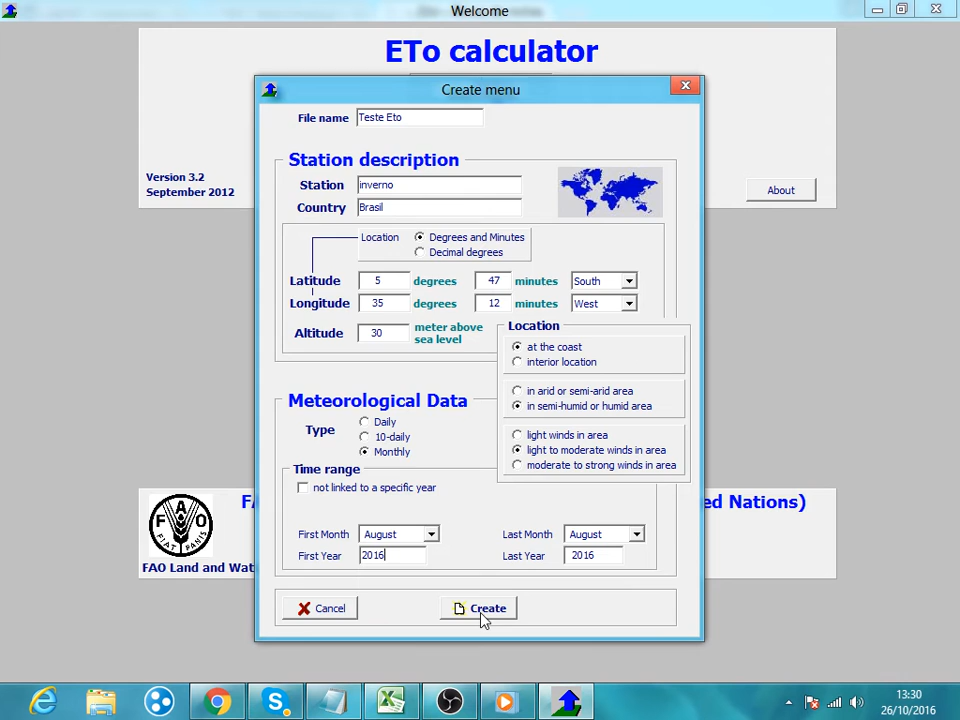 Welcome
ETo calculator
Create menu
File name Teste Eto
Station description
Version 3.2
September 2012
Station inverno
About
Country Brasil
Location Degrees and Minutes
Decimal degrees
Latitude 5 degrees 47 minutes South
Longitude 35 degrees 12 minutes West
Altitude 30 meter above
sea level
Location
at the coast
interior location
in arid or semi-arid area
in semi-humid or humid area
light winds in area
light to moderate winds in area
moderate to strong winds in area
Meteorological Data
Type
Daily
10-daily
Monthly
Time range
not linked to a specific year
First Month August Last Month August
First Year 2016 Last Year 2016
ed Nations)
FAO
FIAT PANIS
FAO Land and Wat
Cancel Create
13:30
26/10/2016